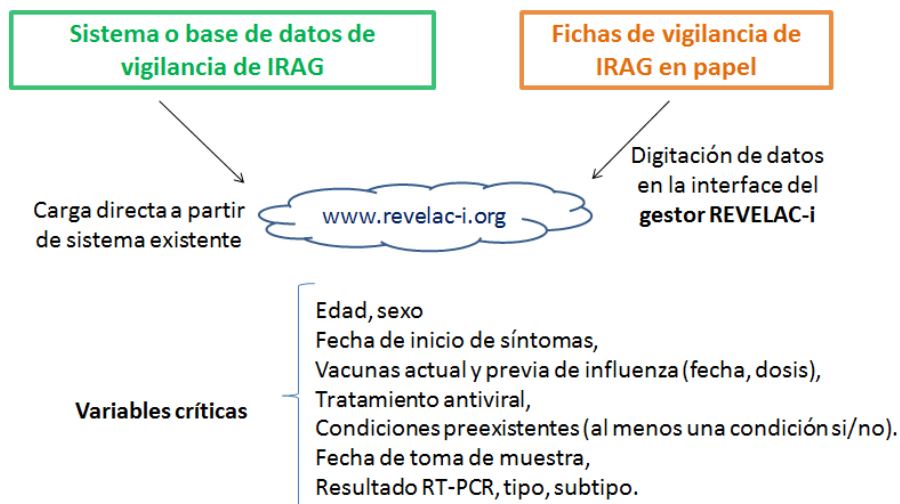 Sistema o base de datos de
vigilancia de IRAG
Fichas de vigilancia de
IRAG en papel
Carga directa a partir
de sistema existente
www.revelac-i.org
Digitación de datos
en la interface del
gestor REVELAC-i
Variables críticas
Edad, sexo
Fecha de inicio de síntomas,
Vacunas actual y previa de influenza (fecha, dosis),
Tratamiento antiviral,
Condiciones preexistentes (al menos una condición si/no).
Fecha de toma de muestra,
Resultado RT-PCR, tipo, subtipo.